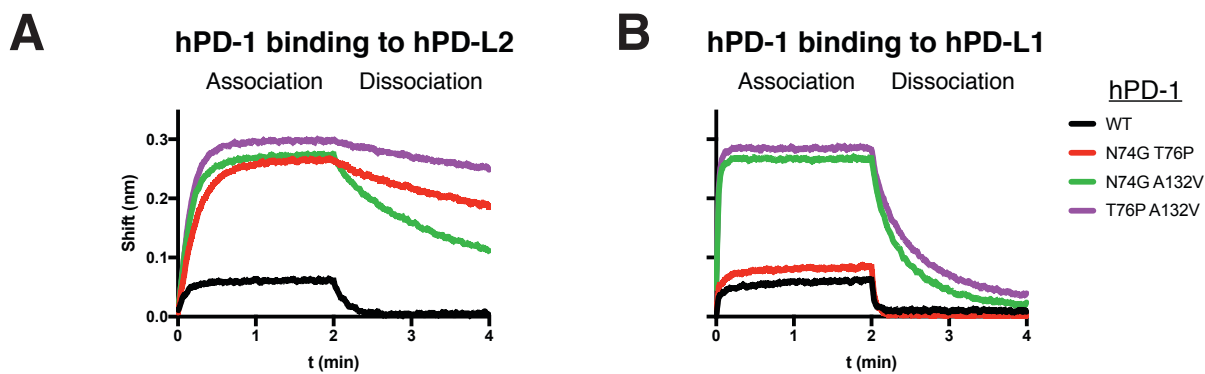 A
hPD-1 binding to hPD-L2
Association Dissociation
Shift (nm)
0.3
0.2
0.1
0.0
0 1 2 3 4
t (min)
B
hPD-1 binding to hPD-L1
Association Dissociation
0 1 2 3 4
t (min)
hPD-1
WT
N74G T76P
N74G A132V
T76P A132V